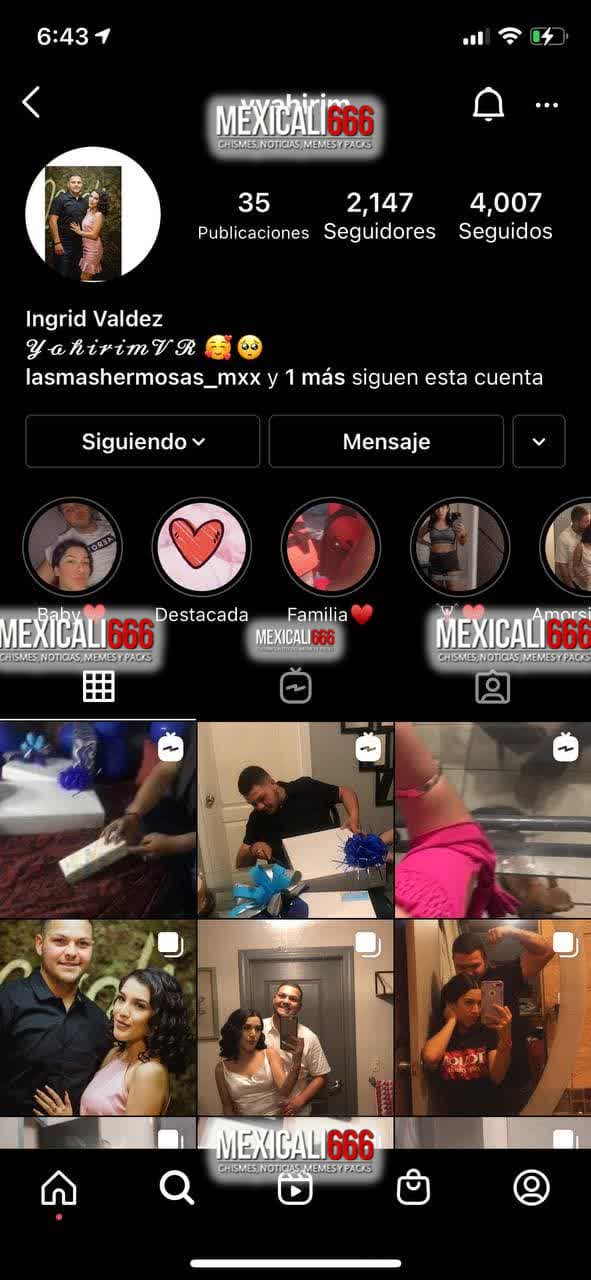 6:43
MEXICALI666
CHISMES, NOTICIAS, MEMES Y PACKS
35
2,147
4,007
Publicaciones
Seguidores
Seguidos
Ingrid Valdez
𝓨𝓪𝓱𝓲𝓻𝓲𝓶𝓥𝓡 🥰🥺
lasmashermosas_mxx y 1 más siguen esta cuenta
Siguiendo
Mensaje
Baby❤️
Destacada
Familia❤️
Amorsi
MEXICALI666
CHISMES, NOTICIAS, MEMES Y PACKS
MEXICALI666
MEXICALI666
CHISMES, NOTICIAS, MEMES Y PACKS
MEXICALI666
CHISMES, NOTICIAS, MEMES Y PACKS